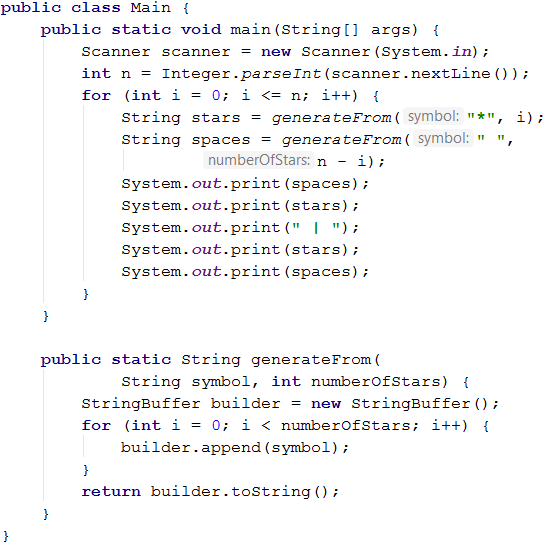 public class Main {
    public static void main(String[] args) {
        Scanner scanner = new Scanner(System.in);
        int n = Integer.parseInt(scanner.nextLine());
        for (int i = 0; i <= n; i++) {
            String stars = generateFrom( symbol: "*", i);
            String spaces = generateFrom( symbol: " ",
                    numberOfStars: n - i);
            System.out.print(spaces);
            System.out.print(stars);
            System.out.print(" | ");
            System.out.print(stars);
            System.out.print(spaces);
        }
    }

    public static String generateFrom(
            String symbol, int numberOfStars) {
        StringBuffer builder = new StringBuffer();
        for (int i = 0; i < numberOfStars; i++) {
            builder.append(symbol);
        }
        return builder.toString();
    }
}